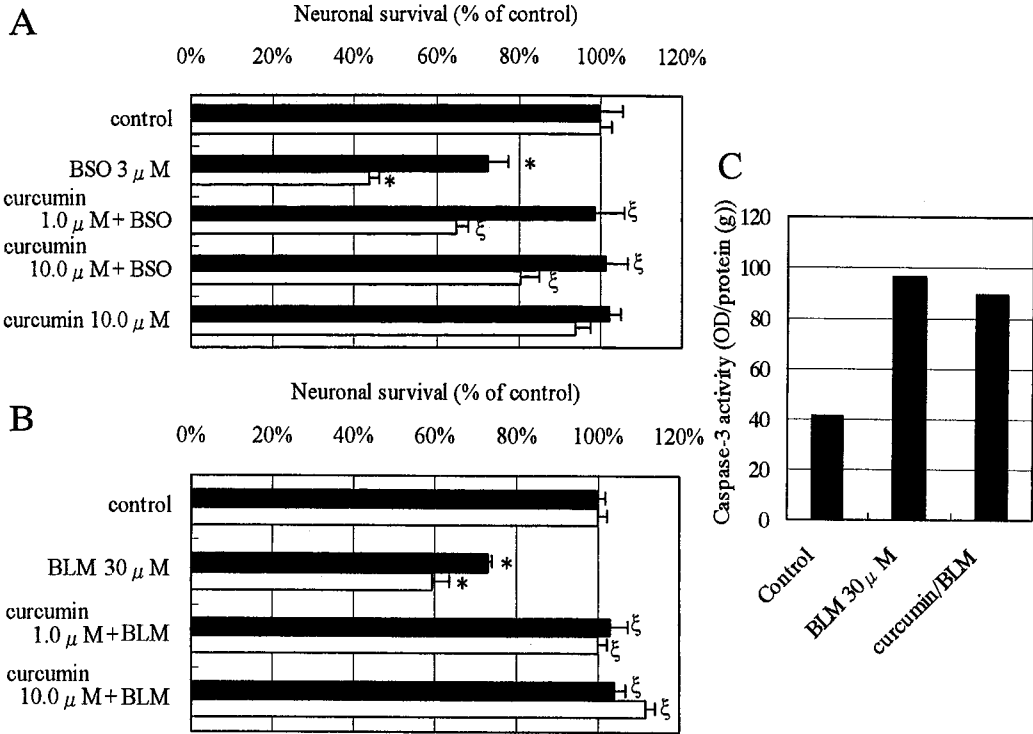 A
Neuronal survival (% of control)
0% 20% 40% 60% 80% 100% 120%
control
BSO 3 μ M
*
*
curcumin
1.0 μ M + BSO
ξ
ξ
curcumin
10.0 μ M + BSO
ξ
ξ
curcumin 10.0 μ M
B
Neuronal survival (% of control)
0% 20% 40% 60% 80% 100% 120%
control
BLM 30 μ M
*
*
curcumin
1.0 μ M + BLM
ξ
ξ
curcumin
10.0 μ M + BLM
ξ
ξ
C
Caspase-3 activity (OD/protein (g))
120
100
80
60
40
20
0
Control
BLM 30 μ M
curcumin/BLM